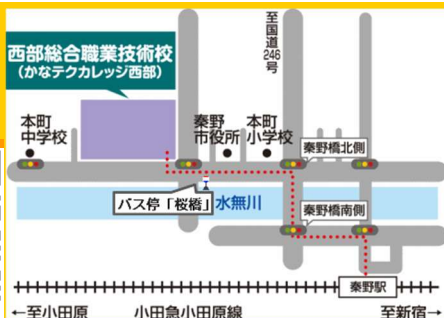 西部総合職業技術校
(かなテクカレッジ西部)
至国道
246
号
本町
中学校
秦野
市役所
本町
小学校
秦野橋北側
バス停「桜橋」
水無川
秦野橋南側
秦野駅
←至小田原
小田急小田原線
至新宿→